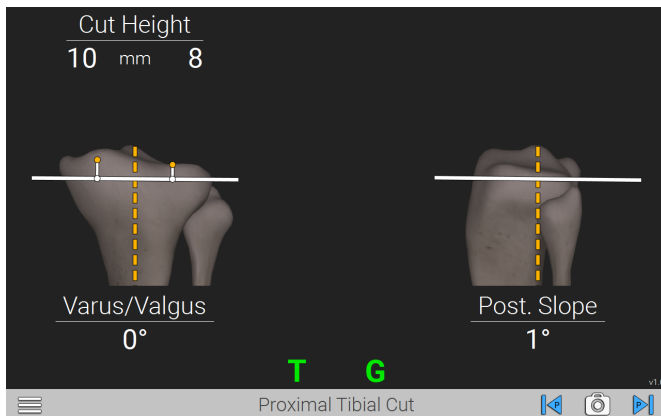 Cut Height
10 mm 8
Varus/Valgus
0°
Post. Slope
1°
T G
Proximal Tibial Cut
P P